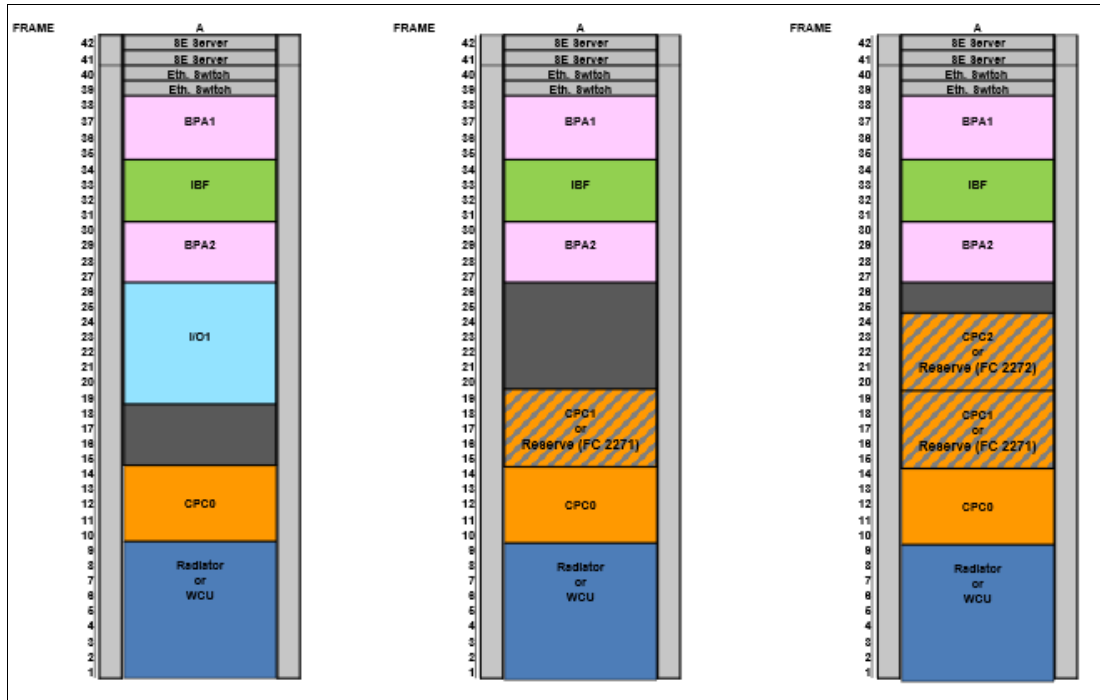 FRAME A
42 SE Server
41 SE Server
40 Eth. Switch
39 Eth. Switch
38
37 BPA1
36
35
34
33 IBF
32
31
30
29 BPA2
28
27
26
25
24
23 I/O1
22
21
20
19
18
17
16
15
14
13
12 CPC0
11
10
9
8 Radiator
7 or
6 WCU
5
4
3
2
1
FRAME A
42 SE Server
41 SE Server
40 Eth. Switch
39 Eth. Switch
38
37 BPA1
36
35
34
33 IBF
32
31
30
29 BPA2
28
27
26
25
24
23
22
21
20
19
18 CPC1
17 or
16 Reserve (FC 2271)
15
14
13
12 CPC0
11
10
9
8 Radiator
7 or
6 WCU
5
4
3
2
1
FRAME A
42 SE Server
41 SE Server
40 Eth. Switch
39 Eth. Switch
38
37 BPA1
36
35
34
33 IBF
32
31
30
29 BPA2
28
27
26
25
24
23 CPC2
22 or
21 Reserve (FC 2272)
20
19
18 CPC1
17 or
16 Reserve (FC 2271)
15
14
13
12 CPC0
11
10
9
8 Radiator
7 or
6 WCU
5
4
3
2
1